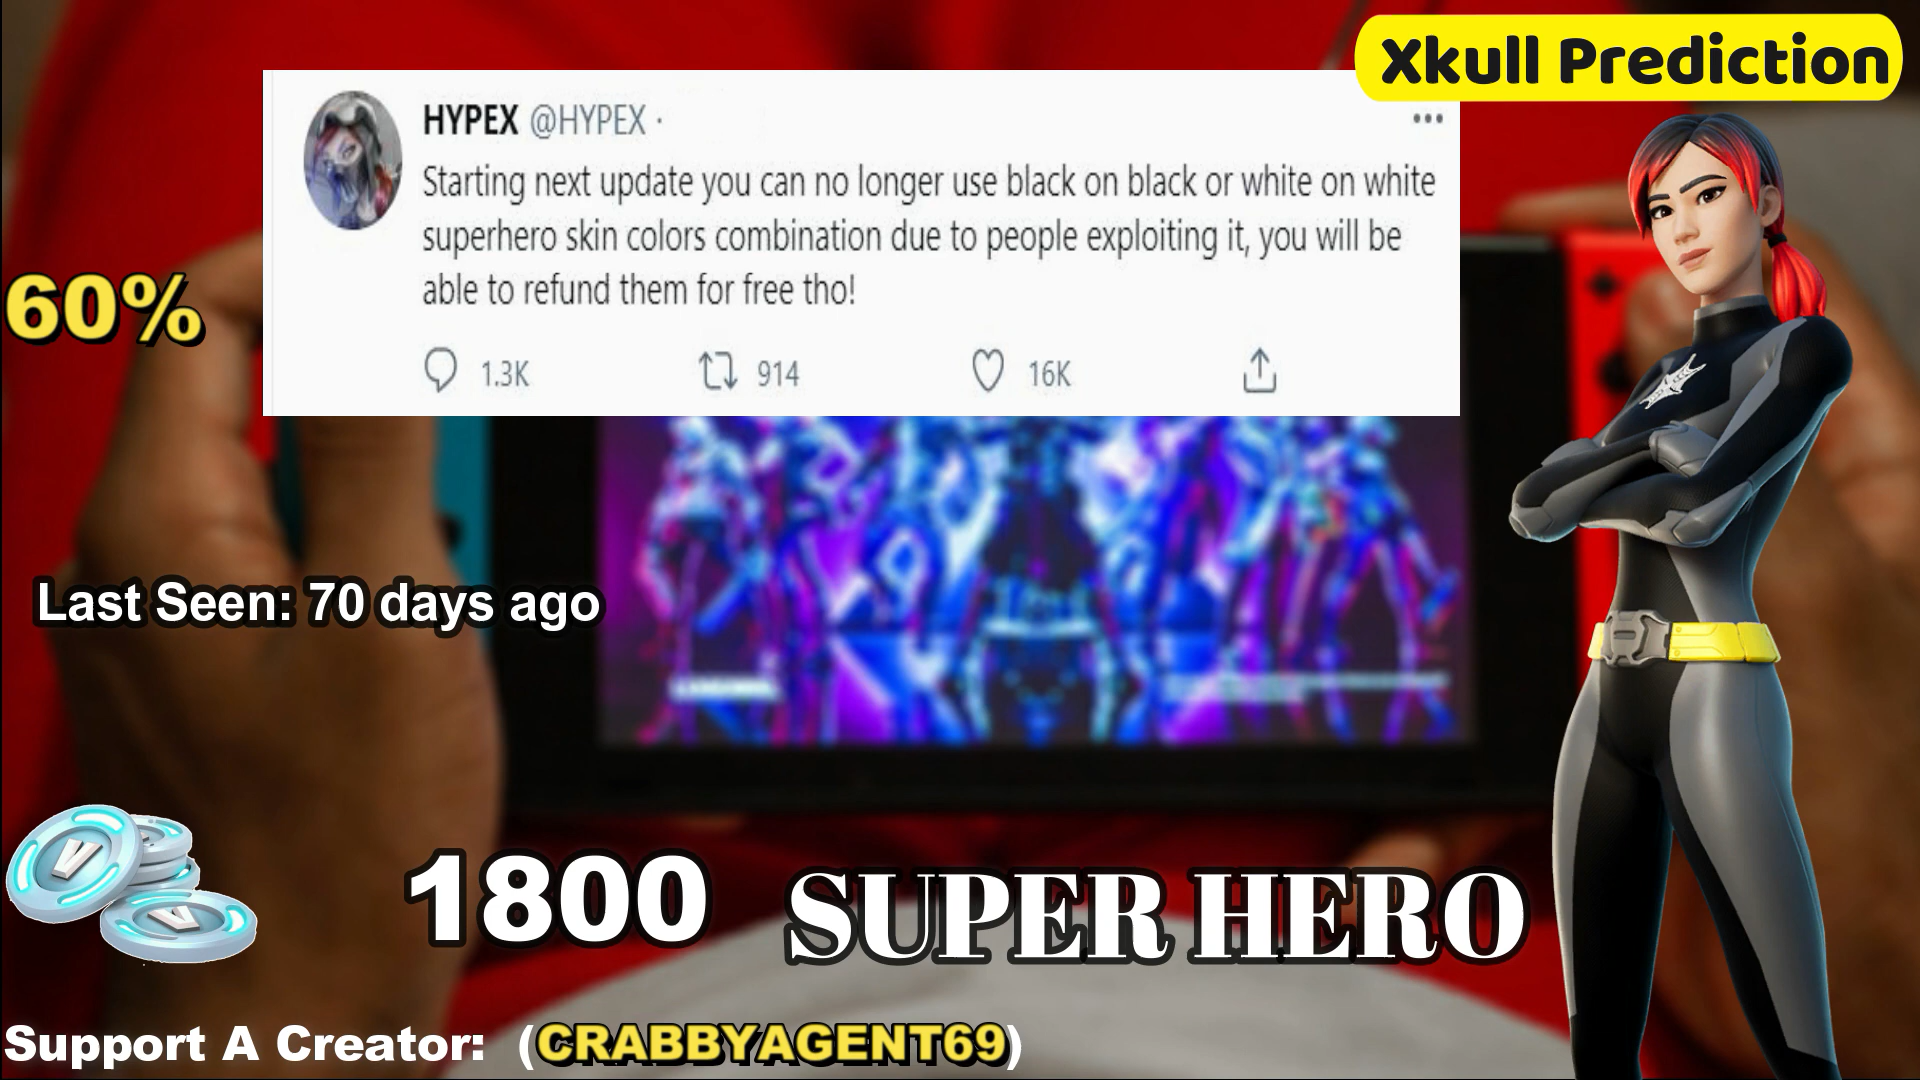 Xkull Prediction
HYPEX @HYPEX ·
Starting next update you can no longer use black on black or white on white
superhero skin colors combination due to people exploiting it, you will be
able to refund them for free tho!
1.3K 914 16K
60%
Last Seen: 70 days ago
1800 SUPER HERO
Support A Creator: (CRABBYAGENT69)